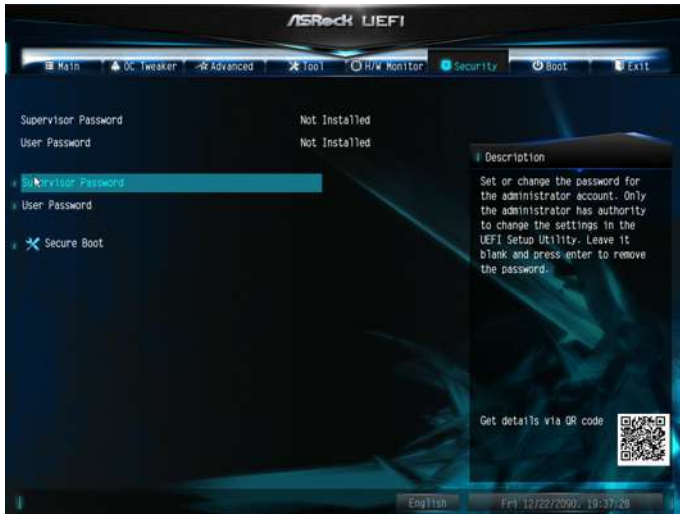 ASRock UEFI
Main OC Tweaker Advanced Tool H/W Monitor Security Boot Exit
Supervisor Password Not Installed
User Password Not Installed
Supervisor Password
User Password
Secure Boot
Description
Set or change the password for
the administrator account. Only
the administrator has authority
to change the settings in the
UEFI Setup Utility. Leave it
blank and press enter to remove
the password.
Get details via QR code
English Fri 12/22/2090, 19:37:28